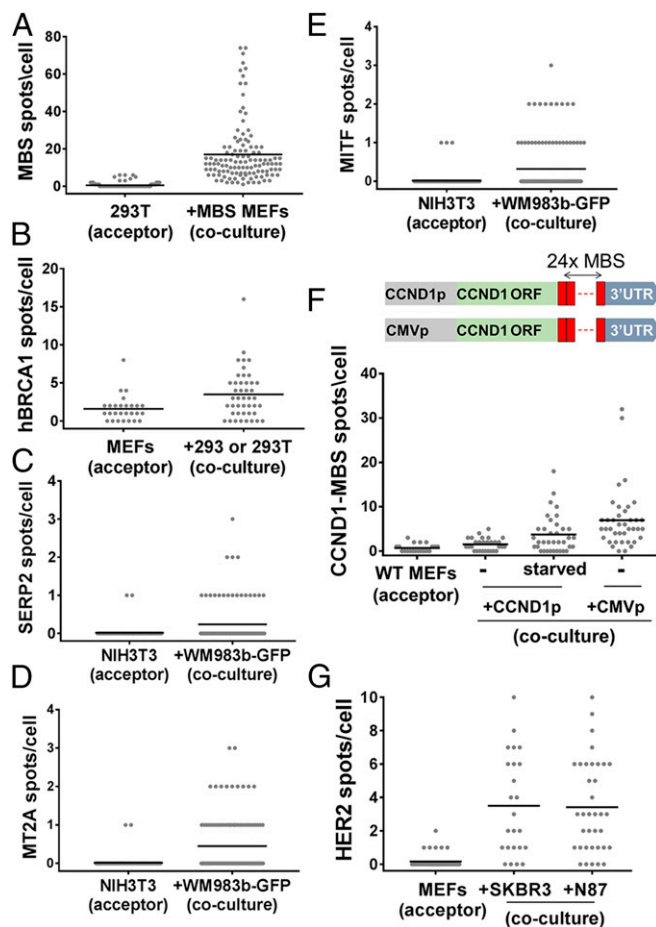 A
MBS spots\cell
80
60
40
20
0
293T
(acceptor)
+MBS MEFs
(co-culture)
B
hBRCA1 spots/cell
20
15
10
5
0
MEFs
(acceptor)
+293 or 293T
(co-culture)
C
SERP2 spots/cell
4
3
2
1
0
NIH3T3
(acceptor)
+WM983b-GFP
(co-culture)
D
MT2A spots/cell
4
3
2
1
0
NIH3T3
(acceptor)
+WM983b-GFP
(co-culture)
E
MITF spots/cell
4
2
0
NIH3T3
(acceptor)
+WM983b-GFP
(co-culture)
F
24x MBS
CCND1p CCND1 ORF 3'UTR
CMVp CCND1 ORF 3'UTR
CCND1-MBS spots\cell
40
30
20
10
0
WT MEFs
(acceptor)
- starved -
+CCND1p +CMVp
(co-culture)
G
HER2 spots/cell
10
8
6
4
2
0
MEFs
(acceptor)
+SKBR3 +N87
(co-culture)